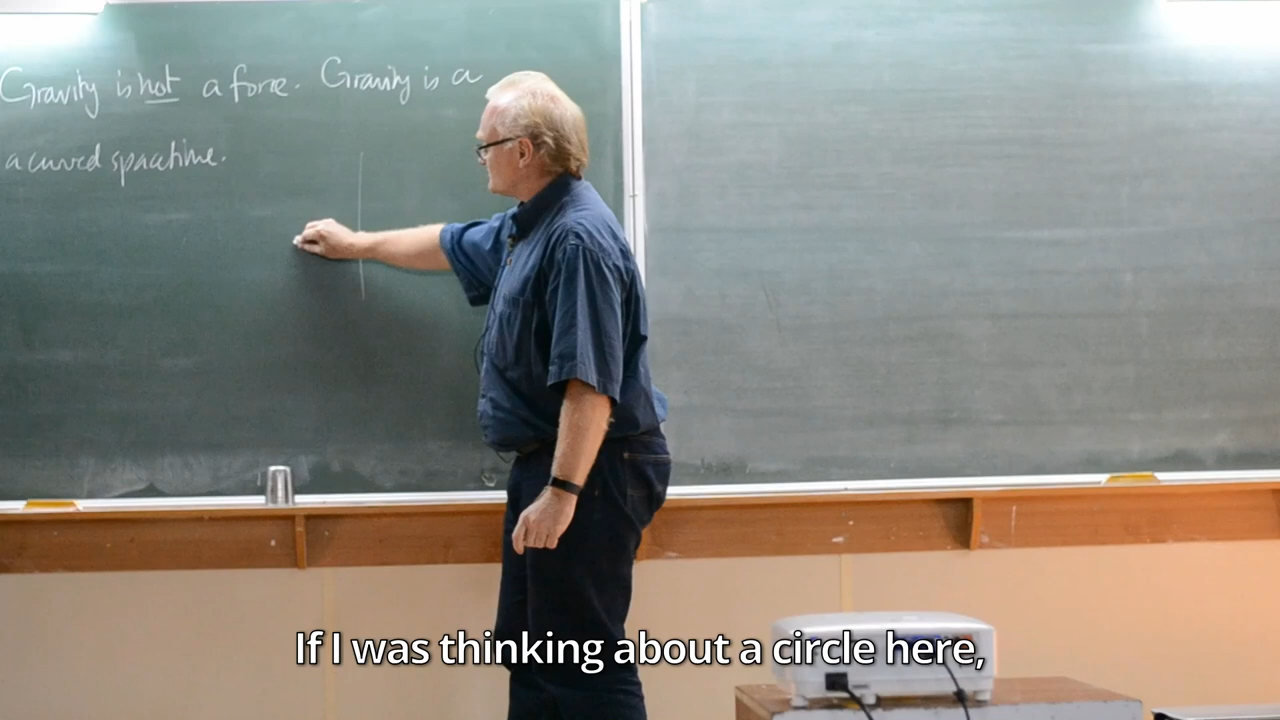 Gravity is not a force. Gravity is a
a curved spacetime.
If I was thinking about a circle here,